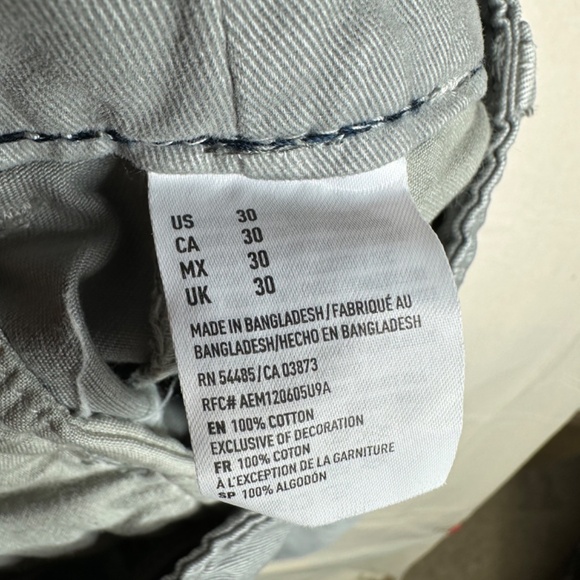 US 30
CA 30
MX 30
UK 30
MADE IN BANGLADESH/FABRIQUÉ AU
BANGLADESH/HECHO EN BANGLADESH
RN 54485/CA 03873
RFC# AEM120605U9A
EN 100% COTTON
EXCLUSIVE OF DECORATION
FR 100% COTON
À L'EXCEPTION DE LA GARNITURE
SP 100% ALGODÓN